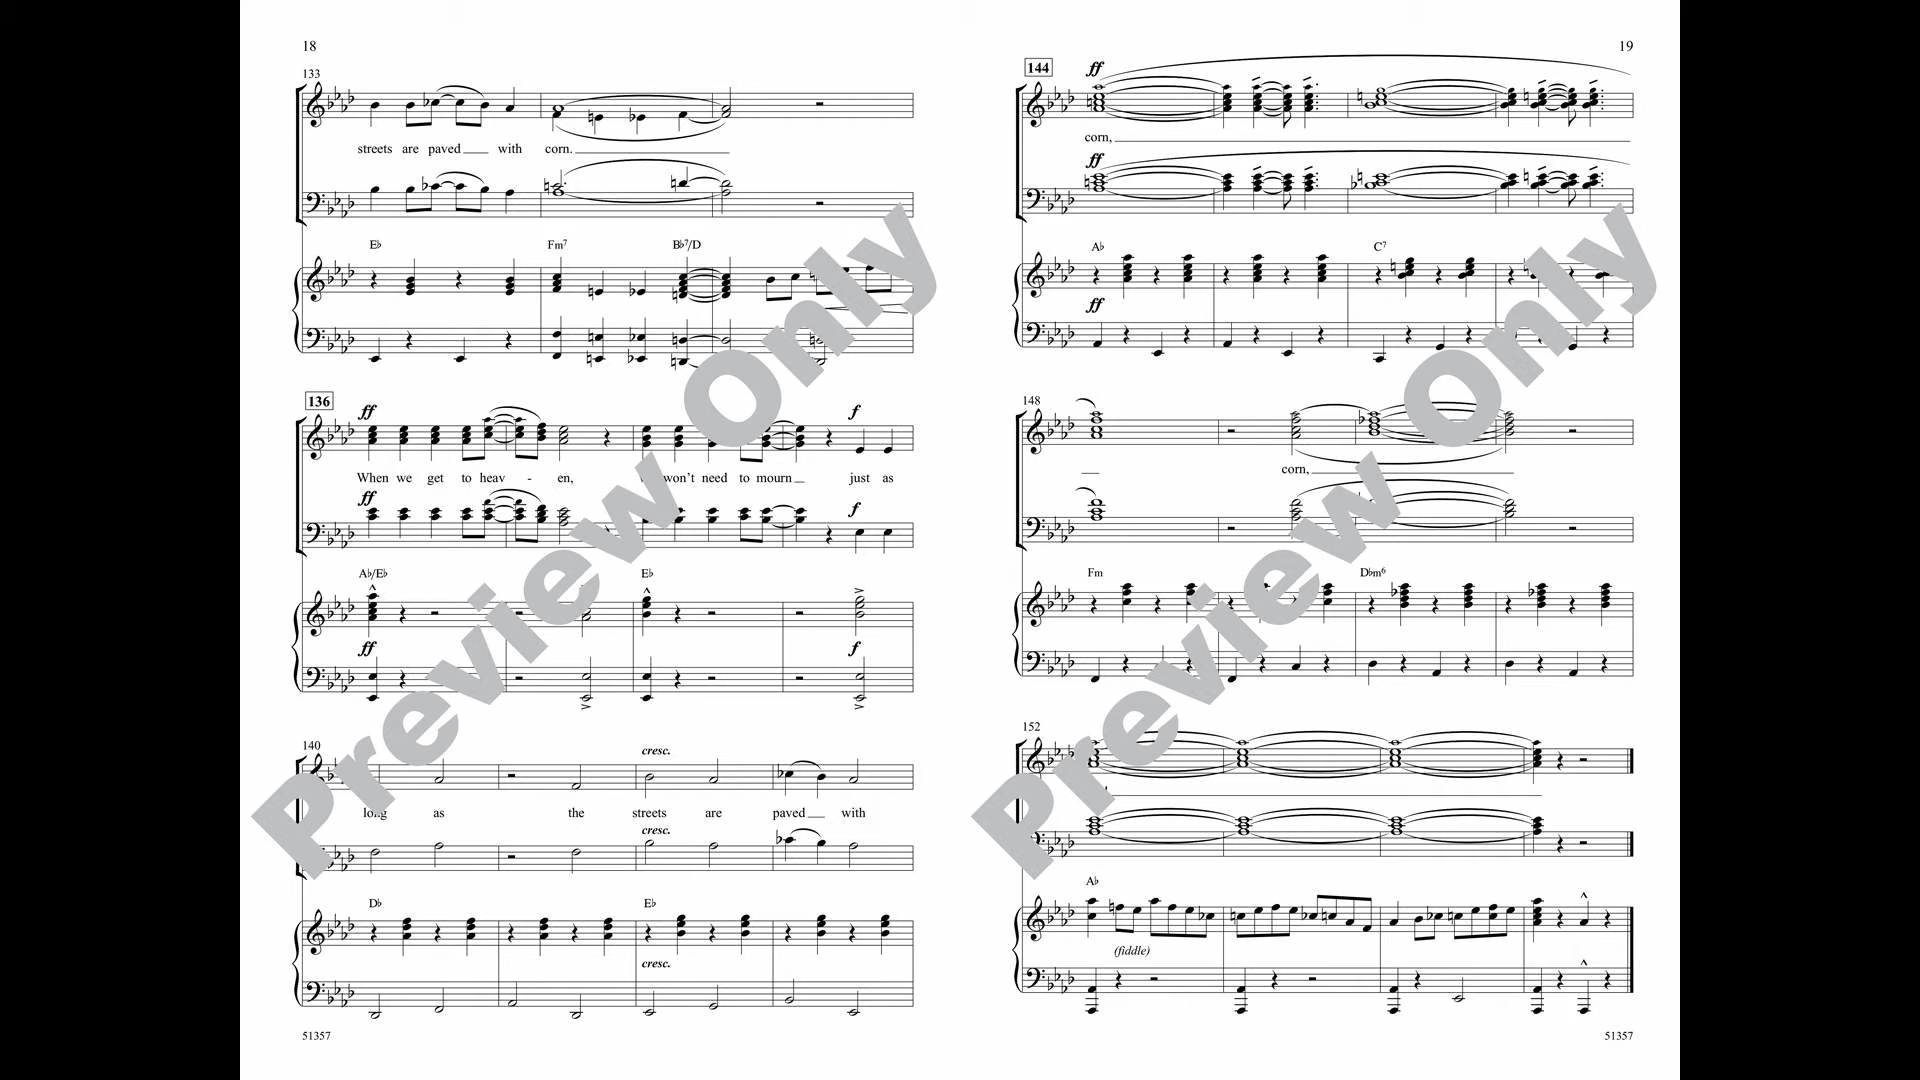 18
133
streets are paved with corn.
E♭ Fm7 B♭7/D
136
ff f
When we get to heav - en, won't need to mourn just as
ff f
A♭/E♭ E♭
ff f
140
cresc.
long as the streets are paved with
cresc.
D♭ E♭
cresc.
51357
19
144 ff
corn,
ff
A♭ C7
ff
148
corn,
Fm D♭m6
152
A♭
(fiddle)
51357
Preview Only
Preview Only